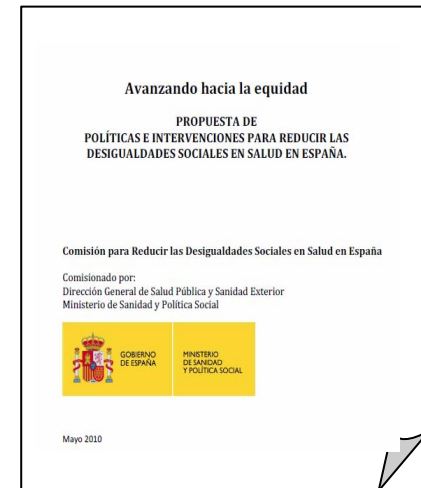 Avanzando hacia la equidad
PROPUESTA DE
POLÍTICAS E INTERVENCIONES PARA REDUCIR LAS
DESIGUALDADES SOCIALES EN SALUD EN ESPAÑA.
Comisión para Reducir las Desigualdades Sociales en Salud en España
Comisionado por:
Dirección General de Salud Pública y Sanidad Exterior
Ministerio de Sanidad y Política Social
GOBIERNO
DE ESPAÑA
MINISTERIO
DE SANIDAD
Y POLÍTICA SOCIAL
Mayo 2010